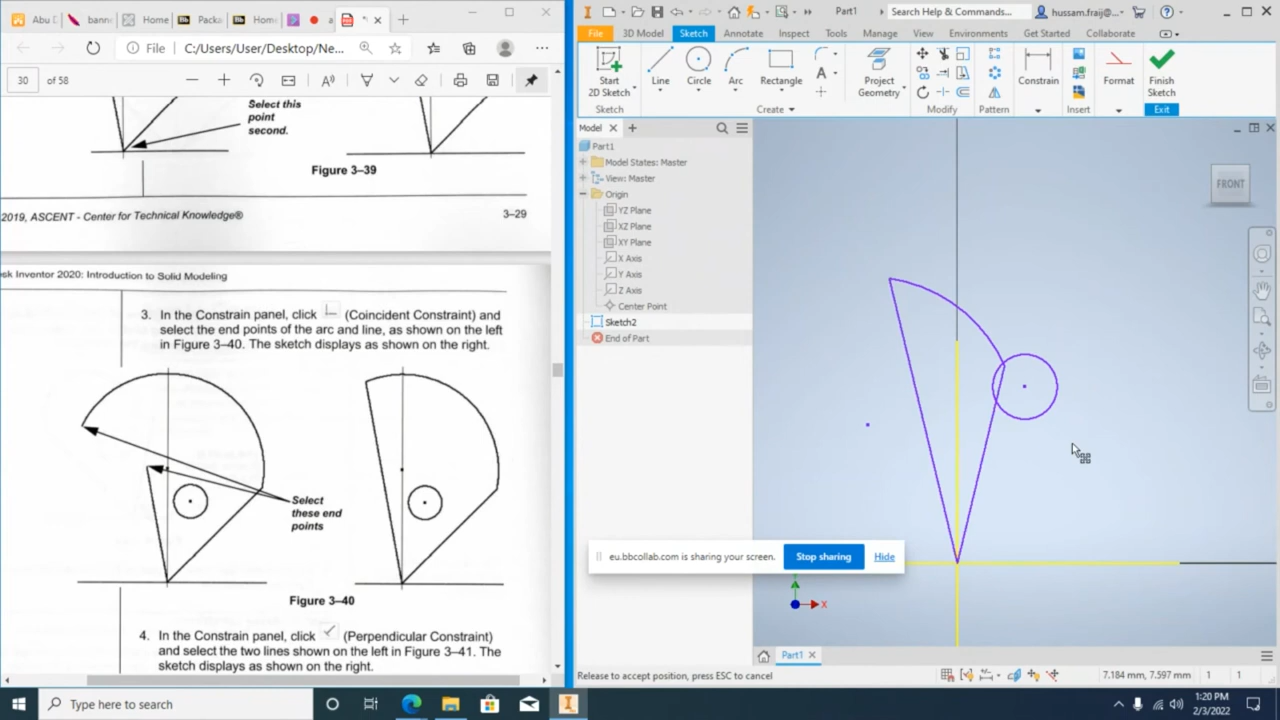 Abu D
bann
Home
Packa
Home
a
File
C:/Users/User/Desktop/Ne...
30
of 58
Select this
point
second.
Figure 3–39
2019, ASCENT - Center for Technical Knowledge®
3–29
sk Inventor 2020: Introduction to Solid Modeling
3. In the Constrain panel, click (Coincident Constraint) and
select the end points of the arc and line, as shown on the left
in Figure 3–40. The sketch displays as shown on the right.
Select
these end
points
Figure 3–40
4. In the Constrain panel, click (Perpendicular Constraint)
and select the two lines shown on the left in Figure 3–41. The
sketch displays as shown on the right.
Part1
Search Help & Commands...
hussam.fraij@...
File
3D Model
Sketch
Annotate
Inspect
Tools
Manage
View
Environments
Get Started
Collaborate
Start
2D Sketch
Line
Circle
Arc
Rectangle
A
Project
Geometry
Constrain
Format
Finish
Sketch
Sketch
Create
Modify
Pattern
Insert
Exit
Model
Part1
Model States: Master
View: Master
Origin
YZ Plane
XZ Plane
XY Plane
X Axis
Y Axis
Z Axis
Center Point
Sketch2
End of Part
FRONT
eu.bbcollab.com is sharing your screen.
Stop sharing
Hide
X
Part1
Release to accept position, press ESC to cancel
7.184 mm, 7.597 mm
1
1
Type here to search
1:20 PM
2/3/2022